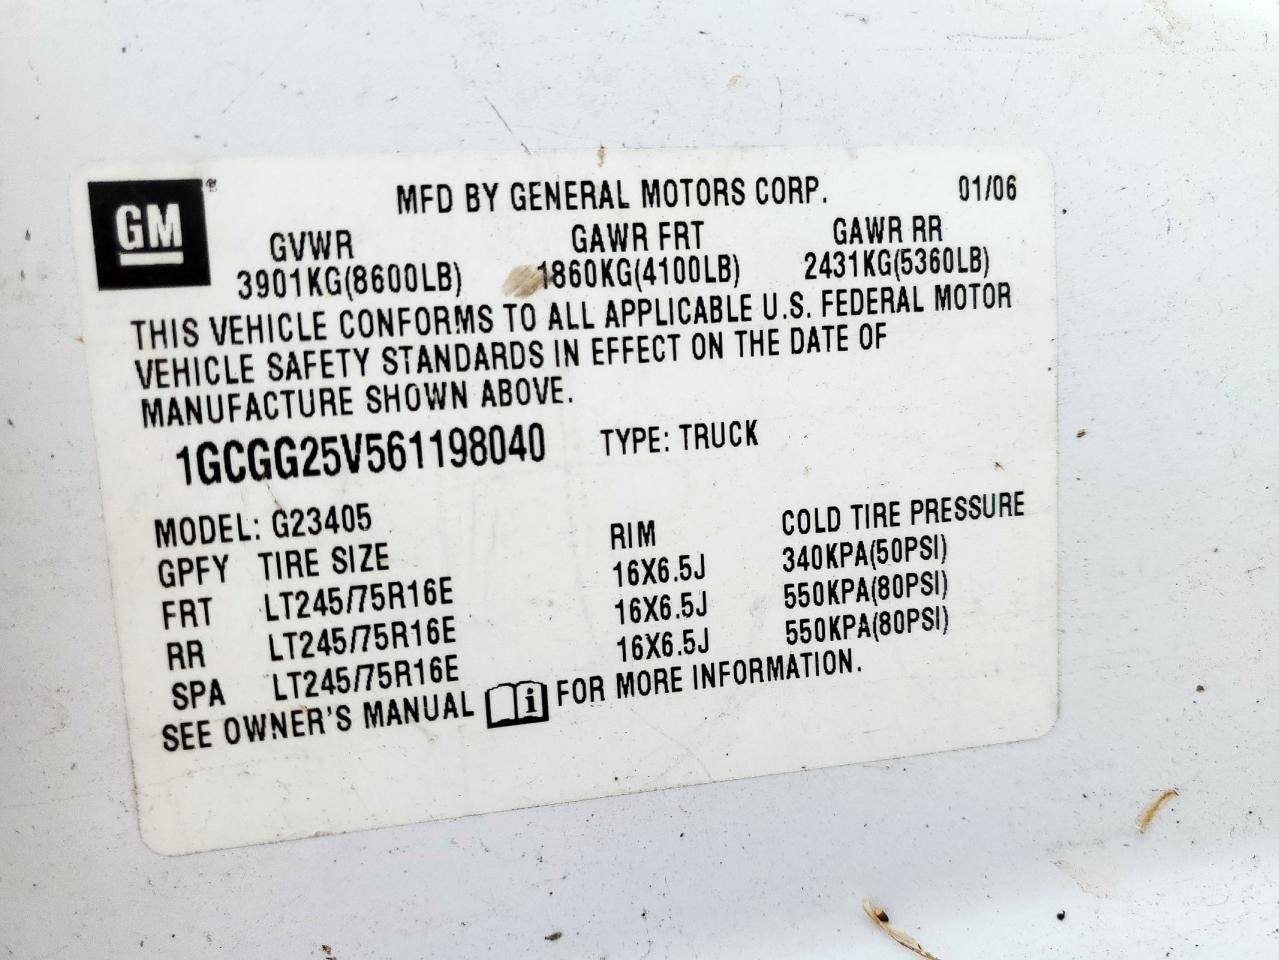 GM®
MFD BY GENERAL MOTORS CORP. 01/06
GVWR GAWR FRT GAWR RR
3901KG(8600LB) 1860KG(4100LB) 2431KG(5360LB)
THIS VEHICLE CONFORMS TO ALL APPLICABLE U.S. FEDERAL MOTOR
VEHICLE SAFETY STANDARDS IN EFFECT ON THE DATE OF
MANUFACTURE SHOWN ABOVE.
1GCGG25V561198040 TYPE: TRUCK
MODEL: G23405
GPFY TIRE SIZE RIM COLD TIRE PRESSURE
FRT LT245/75R16E 16X6.5J 340KPA(50PSI)
RR LT245/75R16E 16X6.5J 550KPA(80PSI)
SPA LT245/75R16E 16X6.5J 550KPA(80PSI)
SEE OWNER'S MANUAL i FOR MORE INFORMATION.